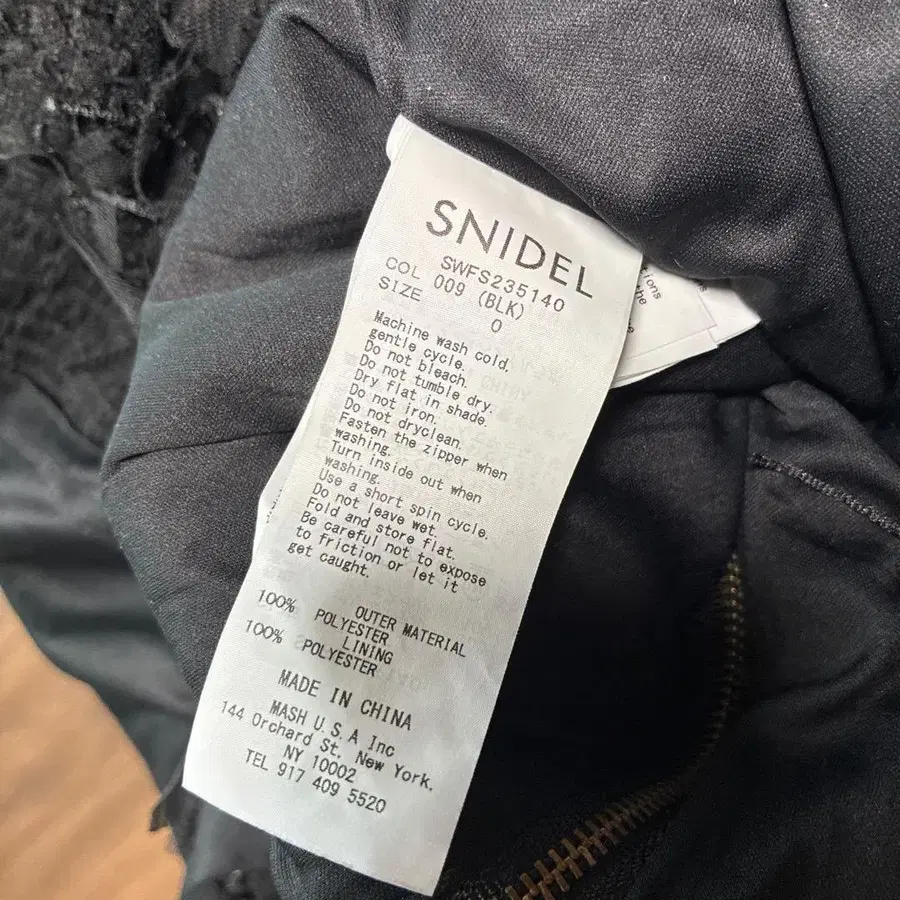 SNIDEL
SWFS235140
COL 009 (BLK)
SIZE 0
Machine wash cold,
gentle cycle.
Do not bleach.
Do not tumble dry.
Dry flat in shade.
Do not iron.
Do not dryclean.
Fasten the zipper when
washing.
Turn inside out when
washing.
Use a short spin cycle.
Do not leave wet.
Fold and store flat.
Be careful not to expose
to friction or let it
get caught.
OUTER MATERIAL
100% POLYESTER
LINING
100% POLYESTER
MADE IN CHINA
MASH U.S.A Inc
144 Orchard St. New York.
NY 10002
TEL 917 409 5520